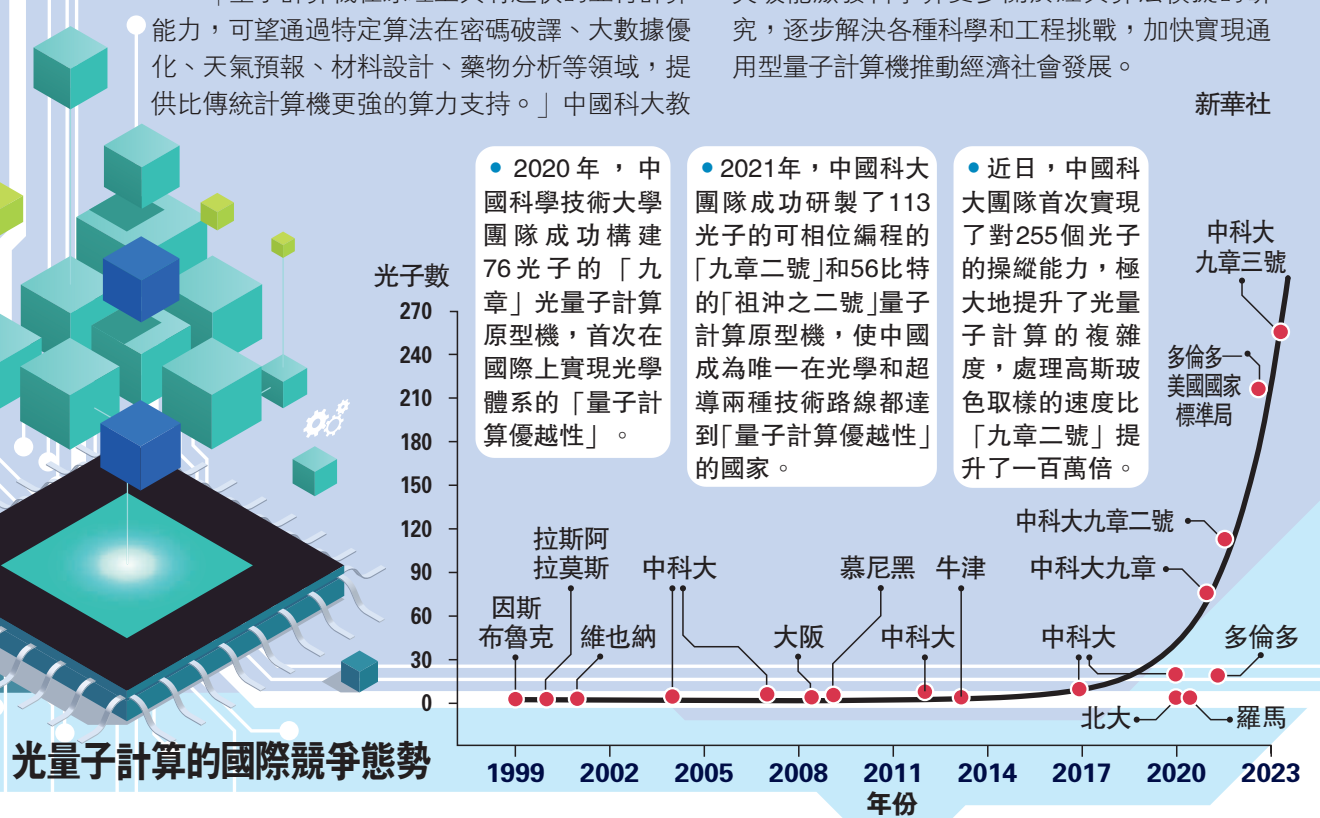 能力，可望通過特定算法在密碼破譯、大數據優
化、天氣預報、材料設計、藥物分析等領域，提
供比傳統計算機更強的算力支持。」中國科大教
究，逐步解決各種科學和工程挑戰，加快實現通
用型量子計算機推動經濟社會發展。
新華社
• 2020年，中
國科學技術大學
團隊成功構建
76光子的「九
章」光量子計算
原型機，首次在
國際上實現光學
體系的「量子計
算優越性」。
• 2021年，中國科大
團隊成功研製了113
光子的可相位編程的
「九章二號」和56比特
的「祖沖之二號」量子
計算原型機，使中國
成為唯一在光學和超
導兩種技術路線都達
到「量子計算優越性」
的國家。
• 近日，中國科
大團隊首次實現
了對255個光子
的操縱能力，極
大地提升了光量
子計算的複雜
度，處理高斯玻
色取樣的速度比
「九章二號」提
升了一百萬倍。
光子數
270
240
210
180
150
120
90
60
30
0
中科大
九章三號
多倫多—
美國國家
標準局
中科大九章二號
中科大九章
因斯
布魯克
拉斯阿
拉莫斯
維也納
中科大
大阪
慕尼黑
中科大
牛津
中科大
多倫多
北大
羅馬
1999
2002
2005
2008
2011
2014
2017
2020
2023
年份
光量子計算的國際競爭態勢